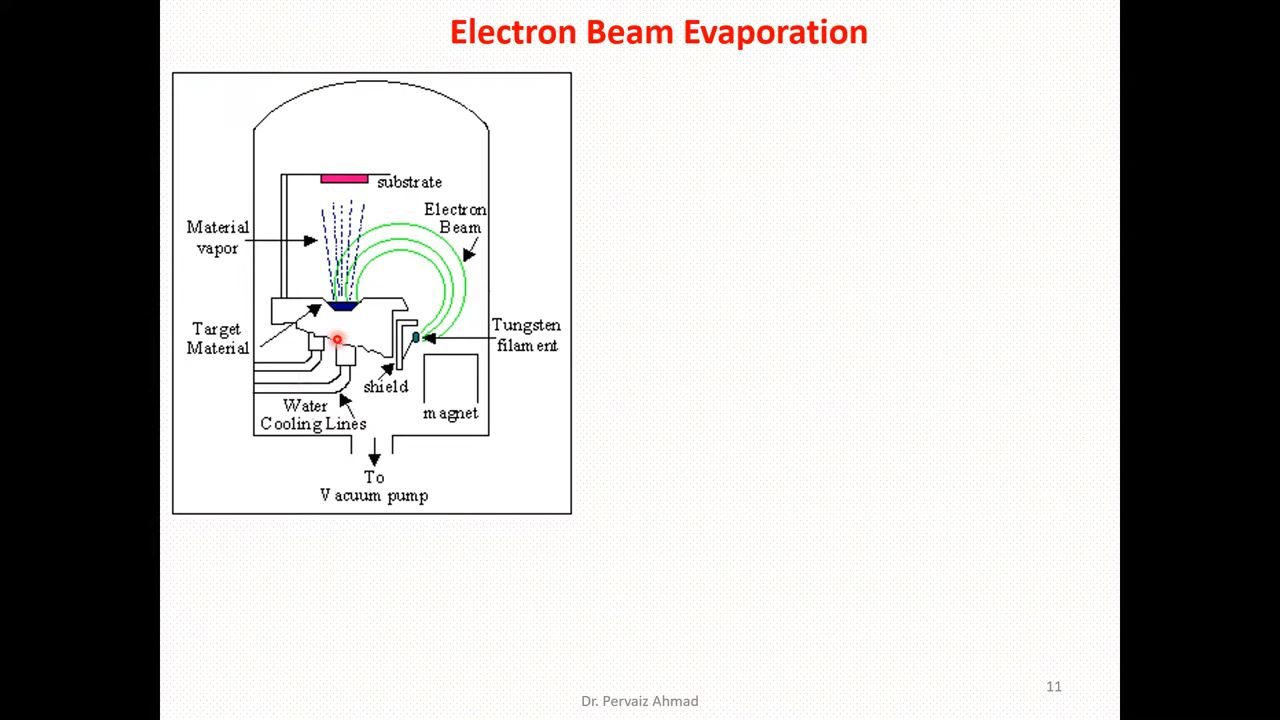 Electron Beam Evaporation
substrate
Electron
Beam
Material
vapor
Target
Material
Tungsten
filament
shield
magnet
Water
Cooling Lines
To
Vacuum pump
11
Dr. Pervaiz Ahmad